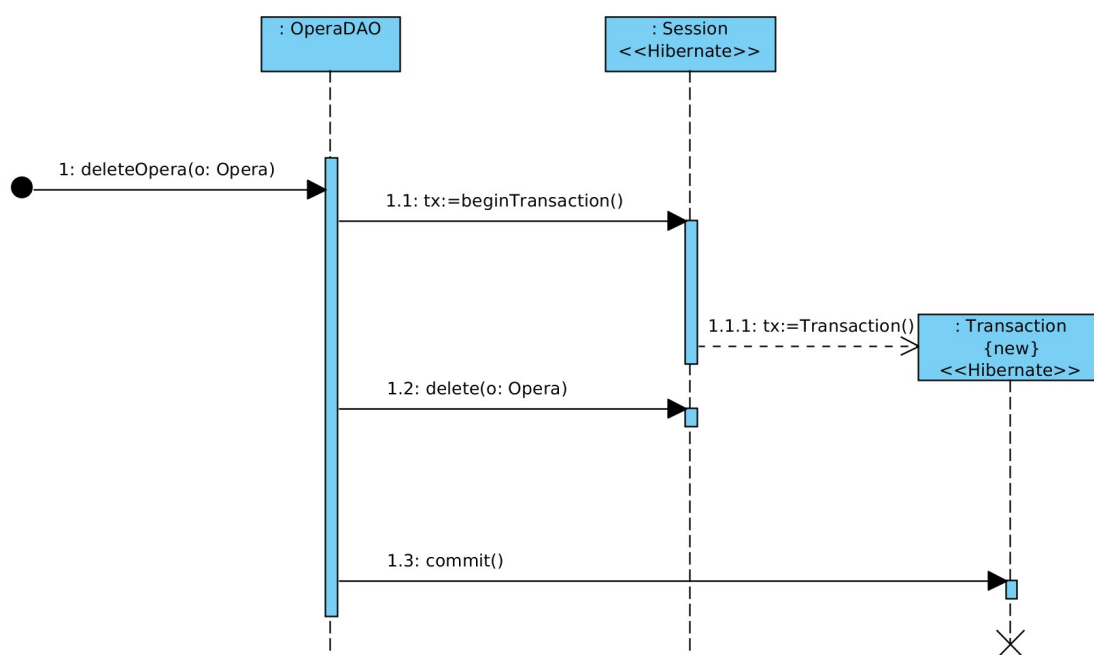 : OperaDAO
: Session
<<Hibernate>>
1: deleteOpera(o: Opera)
1.1: tx:=beginTransaction()
1.1.1: tx:=Transaction()
: Transaction
{new}
<<Hibernate>>
1.2: delete(o: Opera)
1.3: commit()